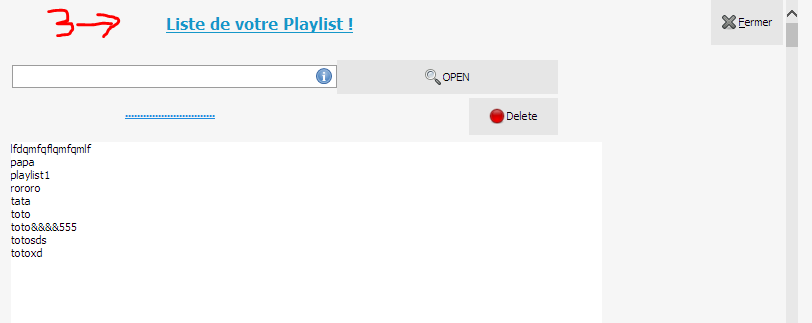 3 → Liste de votre Playlist !
Fermer
OPEN
..............................
Delete
lfdqmfqflqmfqmlf
papa
playlist1
rororo
tata
toto
toto&&&&555
totosds
totoxd